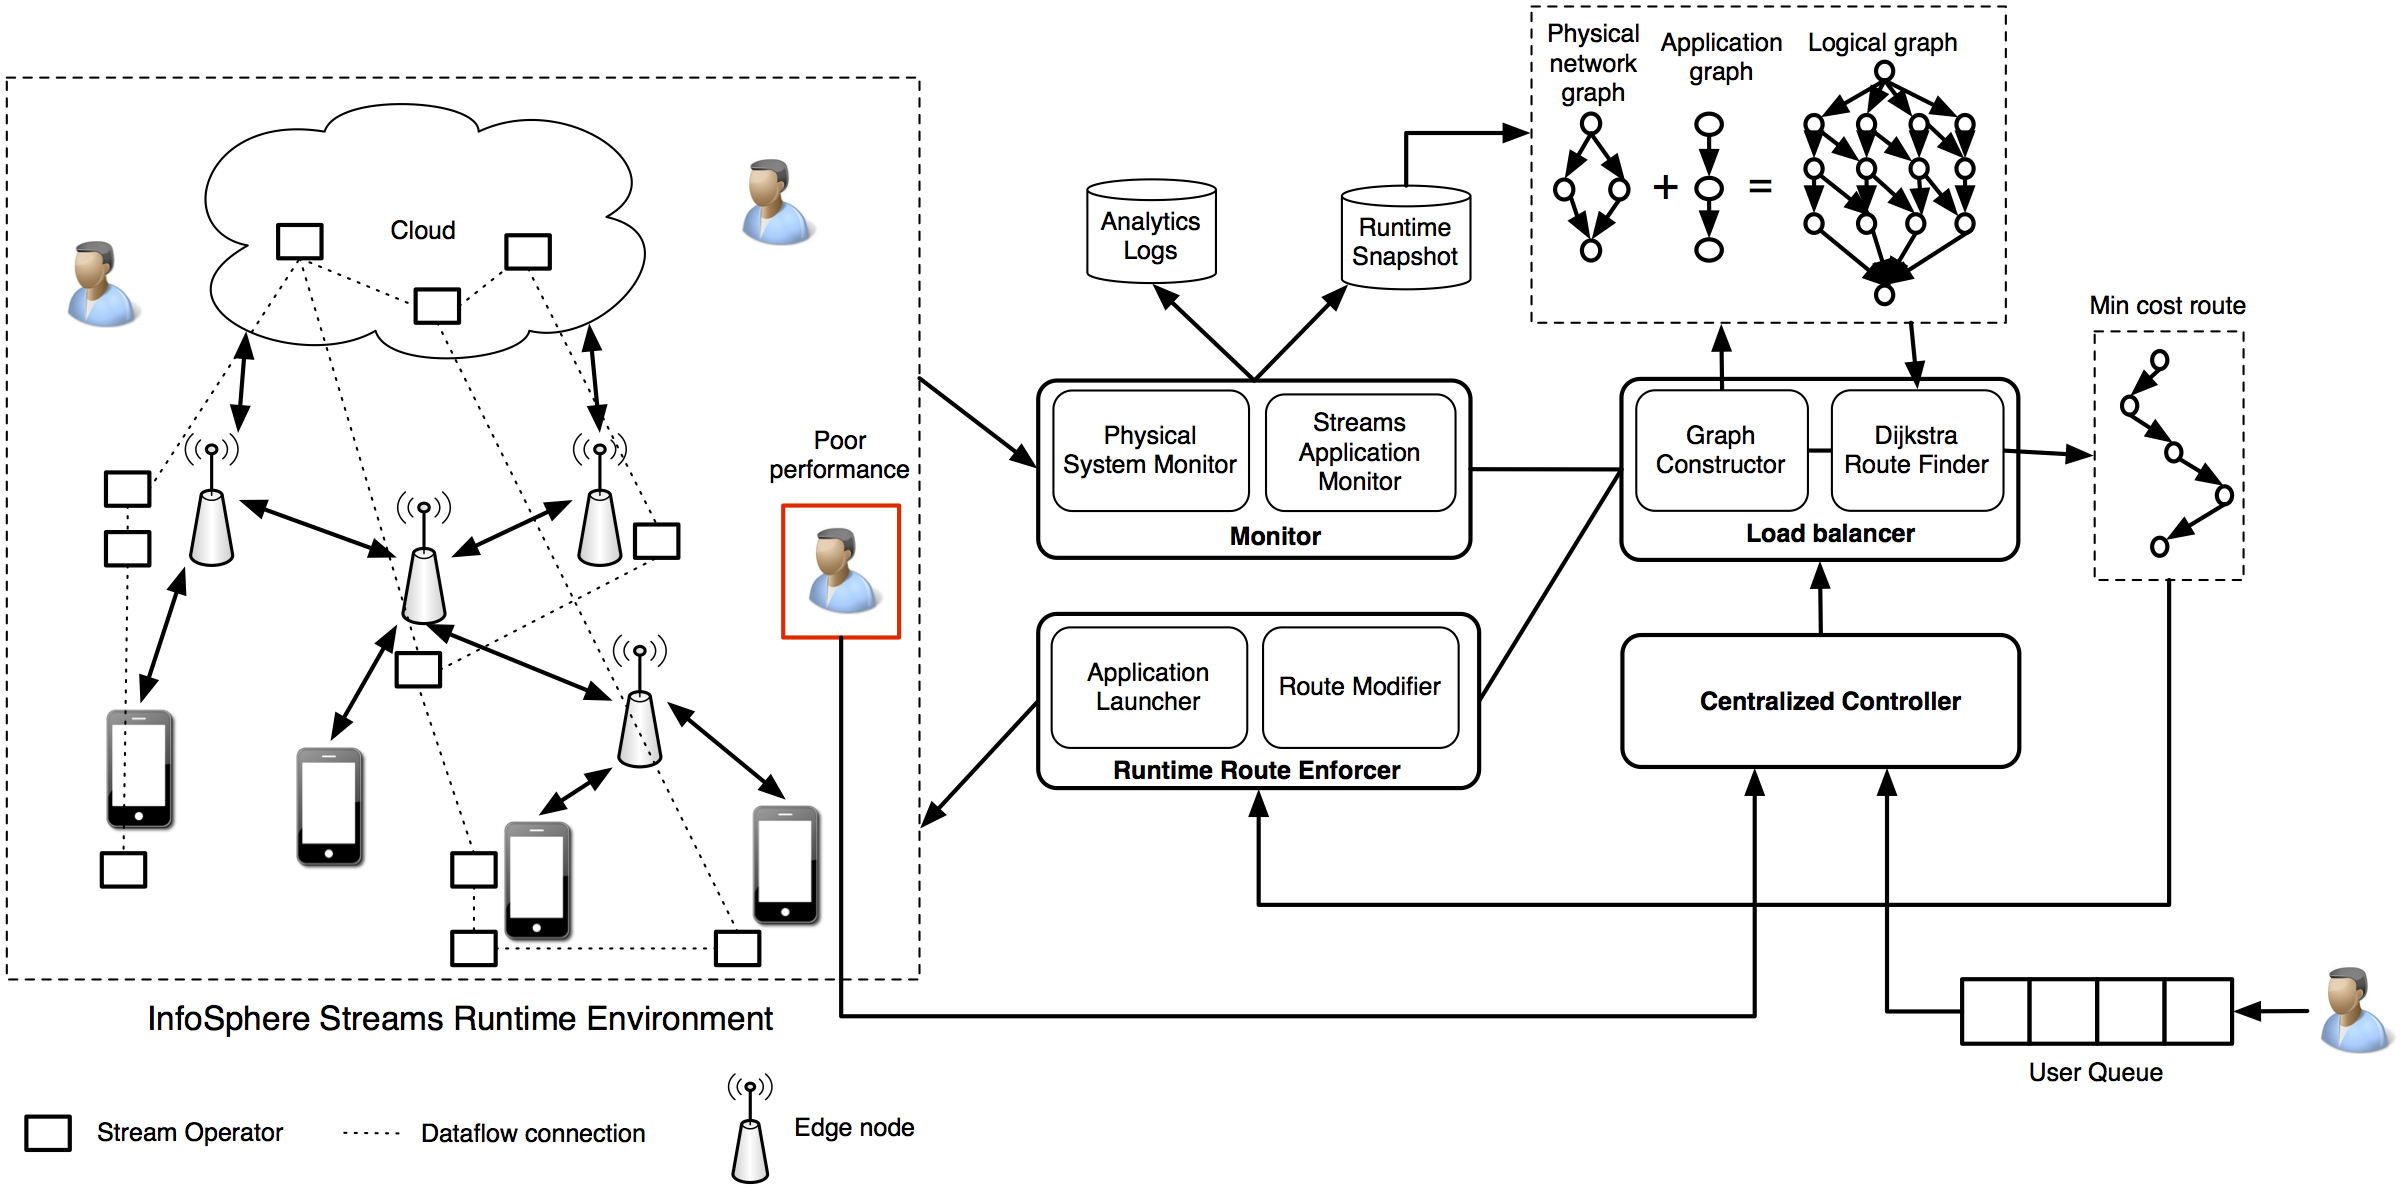 Physical
network
graph
Application
graph
Logical graph
+
=
Cloud
Analytics
Logs
Runtime
Snapshot
Min cost route
Poor
performance
Physical
System Monitor
Streams
Application
Monitor
Monitor
Graph
Constructor
Dijkstra
Route Finder
Load balancer
Application
Launcher
Route Modifier
Runtime Route Enforcer
Centralized Controller
InfoSphere Streams Runtime Environment
User Queue
Stream Operator
Dataflow connection
Edge node